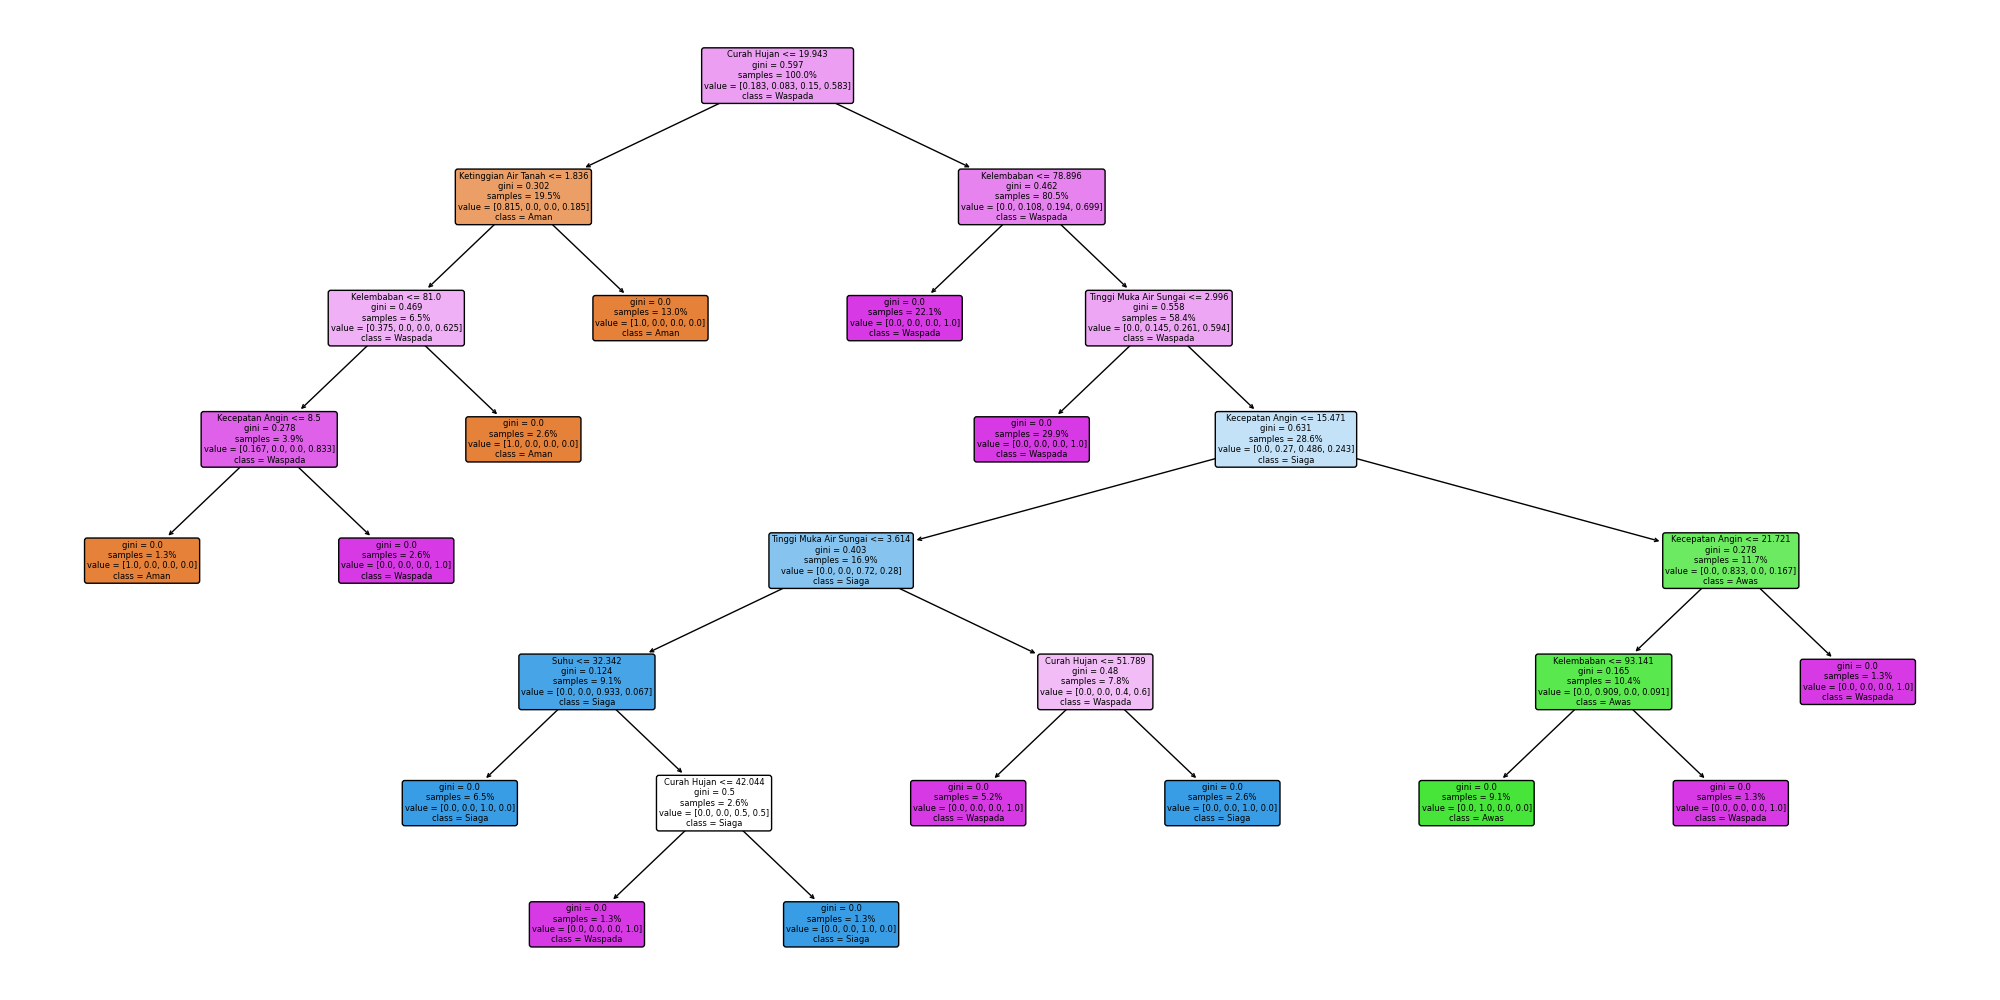 Curah Hujan <= 19.943
gini = 0.597
samples = 100.0%
value = [0.183, 0.083, 0.15, 0.583]
class = Waspada
Ketinggian Air Tanah <= 1.836
gini = 0.302
samples = 19.5%
value = [0.815, 0.0, 0.0, 0.185]
class = Aman
Kelembaban <= 78.896
gini = 0.462
samples = 80.5%
value = [0.0, 0.108, 0.194, 0.699]
class = Waspada
Kelembaban <= 81.0
gini = 0.469
samples = 6.5%
value = [0.375, 0.0, 0.0, 0.625]
class = Waspada
gini = 0.0
samples = 13.0%
value = [1.0, 0.0, 0.0, 0.0]
class = Aman
gini = 0.0
samples = 22.1%
value = [0.0, 0.0, 0.0, 1.0]
class = Waspada
Tinggi Muka Air Sungai <= 2.996
gini = 0.558
samples = 58.4%
value = [0.0, 0.145, 0.261, 0.594]
class = Waspada
Kecepatan Angin <= 8.5
gini = 0.278
samples = 3.9%
value = [0.167, 0.0, 0.0, 0.833]
class = Waspada
gini = 0.0
samples = 2.6%
value = [1.0, 0.0, 0.0, 0.0]
class = Aman
gini = 0.0
samples = 29.9%
value = [0.0, 0.0, 0.0, 1.0]
class = Waspada
Kecepatan Angin <= 15.471
gini = 0.631
samples = 28.6%
value = [0.0, 0.27, 0.486, 0.243]
class = Siaga
gini = 0.0
samples = 1.3%
value = [1.0, 0.0, 0.0, 0.0]
class = Aman
gini = 0.0
samples = 2.6%
value = [0.0, 0.0, 0.0, 1.0]
class = Waspada
Tinggi Muka Air Sungai <= 3.614
gini = 0.403
samples = 16.9%
value = [0.0, 0.0, 0.72, 0.28]
class = Siaga
Kecepatan Angin <= 21.721
gini = 0.278
samples = 11.7%
value = [0.0, 0.833, 0.0, 0.167]
class = Awas
Suhu <= 32.342
gini = 0.124
samples = 9.1%
value = [0.0, 0.0, 0.933, 0.067]
class = Siaga
Curah Hujan <= 51.789
gini = 0.48
samples = 7.8%
value = [0.0, 0.0, 0.4, 0.6]
class = Waspada
Kelembaban <= 93.141
gini = 0.165
samples = 10.4%
value = [0.0, 0.909, 0.0, 0.091]
class = Awas
gini = 0.0
samples = 1.3%
value = [0.0, 0.0, 0.0, 1.0]
class = Waspada
gini = 0.0
samples = 6.5%
value = [0.0, 0.0, 1.0, 0.0]
class = Siaga
Curah Hujan <= 42.044
gini = 0.5
samples = 2.6%
value = [0.0, 0.0, 0.5, 0.5]
class = Siaga
gini = 0.0
samples = 5.2%
value = [0.0, 0.0, 0.0, 1.0]
class = Waspada
gini = 0.0
samples = 2.6%
value = [0.0, 0.0, 1.0, 0.0]
class = Siaga
gini = 0.0
samples = 9.1%
value = [0.0, 1.0, 0.0, 0.0]
class = Awas
gini = 0.0
samples = 1.3%
value = [0.0, 0.0, 0.0, 1.0]
class = Waspada
gini = 0.0
samples = 1.3%
value = [0.0, 0.0, 0.0, 1.0]
class = Waspada
gini = 0.0
samples = 1.3%
value = [0.0, 0.0, 1.0, 0.0]
class = Siaga